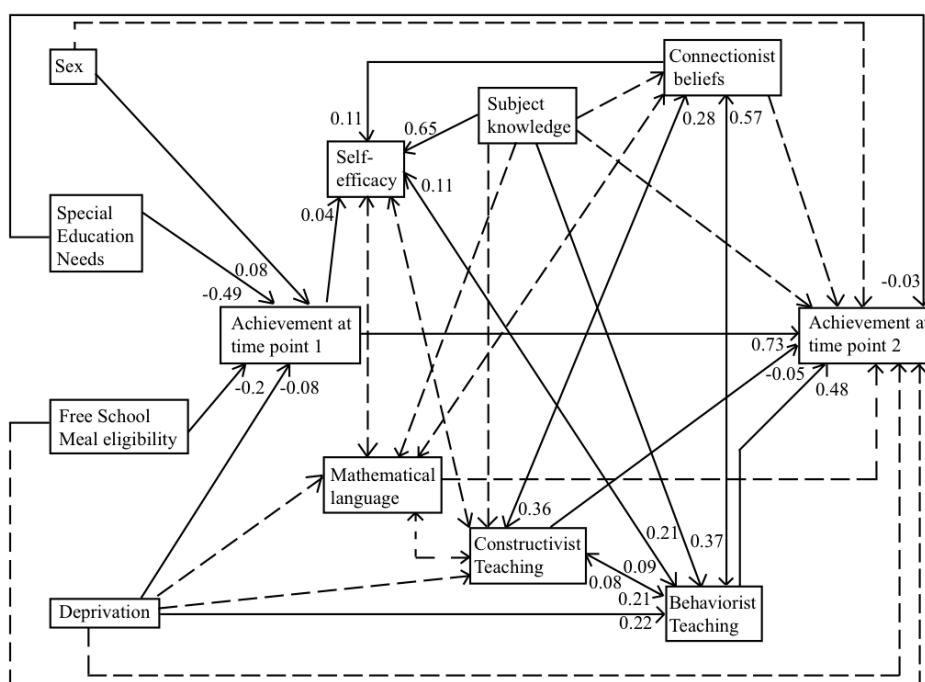 Sex
Connectionist
beliefs
Subject
knowledge
0.11
0.65
0.28
0.57
Self-
efficacy
0.11
Special
Education
Needs
0.04
0.08
-0.49
-0.03
Achievement at
time point 1
Achievement at
time point 2
0.73
-0.05
-0.2
-0.08
0.48
Free School
Meal eligibility
Mathematical
language
0.36
0.21
0.37
Constructivist
Teaching
0.09
0.08
0.21
Behaviorist
Teaching
Deprivation
0.22